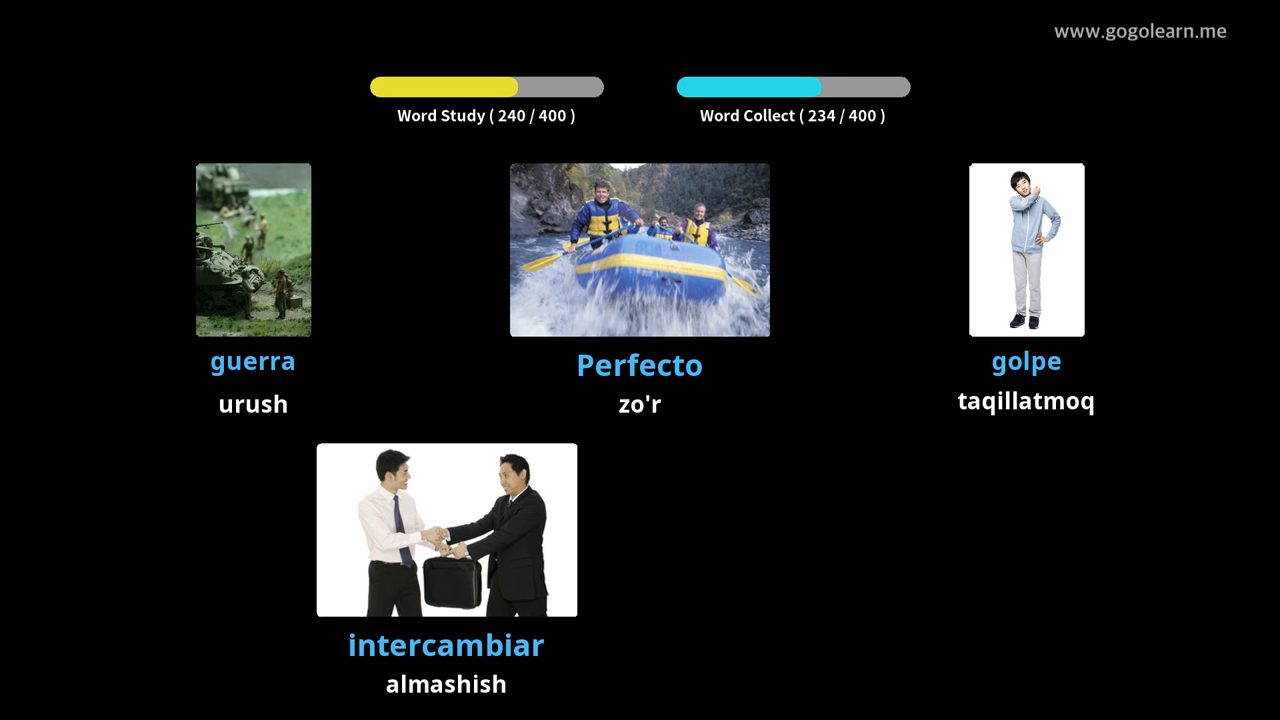 www.gogolearn.me
Word Study ( 240 / 400 )
Word Collect ( 234 / 400 )
guerra
Perfecto
golpe
urush
zo'r
taqillatmoq
intercambiar
almashish